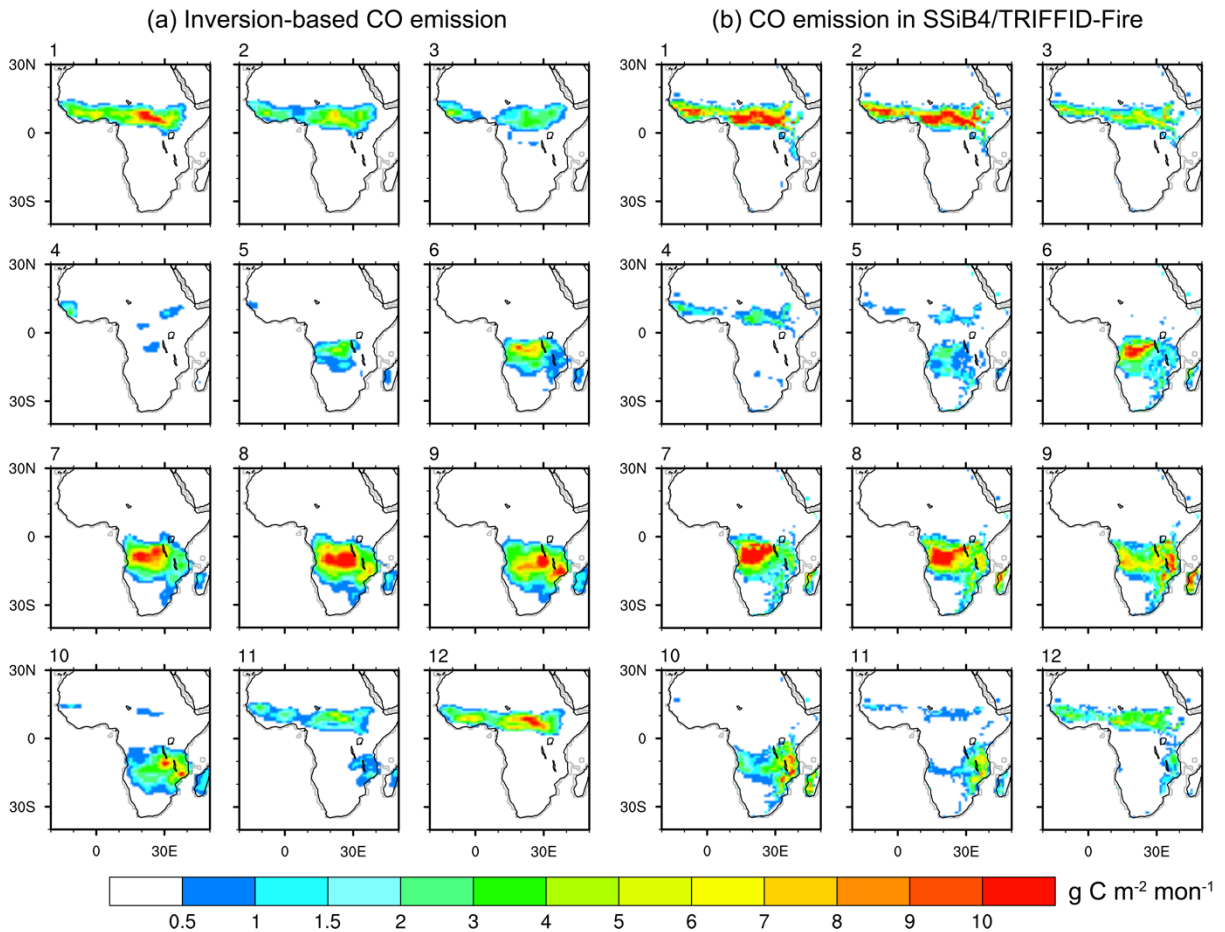 (a) Inversion-based CO emission
(b) CO emission in SSiB4/TRIFFID-Fire
1 2 3 1 2 3
30N 30N
0 0
30S 30S
4 5 6 4 5 6
30N 30N
0 0
30S 30S
7 8 9 7 8 9
30N 30N
0 0
30S 30S
10 11 12 10 11 12
30N 30N
0 0
30S 30S
0 30E 0 30E 0 30E 0 30E 0 30E 0 30E
g C m⁻² mon⁻¹
0.5 1 1.5 2 3 4 5 6 7 8 9 10